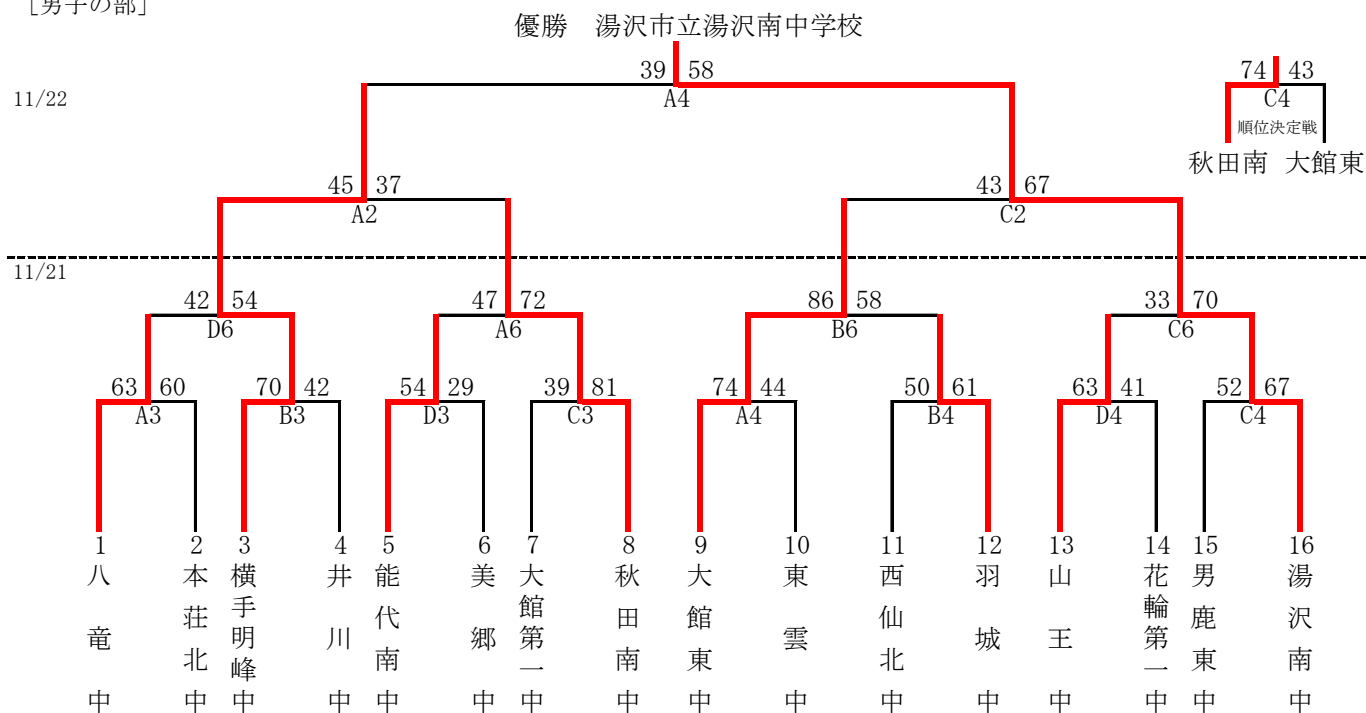 ［男子の部］
優勝　湯沢市立湯沢南中学校
39 58
A4
74 43
C4
順位決定戦
秋田南 大館東
11/22
45 37
A2
43 67
C2
11/21
42 54
D6
47 72
A6
86 58
B6
33 70
C6
63 60
A3
70 42
B3
54 29
D3
39 81
C3
74 44
A4
50 61
B4
63 41
D4
52 67
C4
1 八竜中
2 本荘北中
3 横手明峰中
4 井川中
5 能代南中
6 美郷中
7 大館第一中
8 秋田南中
9 大館東中
10 東雲中
11 西仙北中
12 羽城中
13 山王中
14 花輪第一中
15 男鹿東中
16 湯沢南中